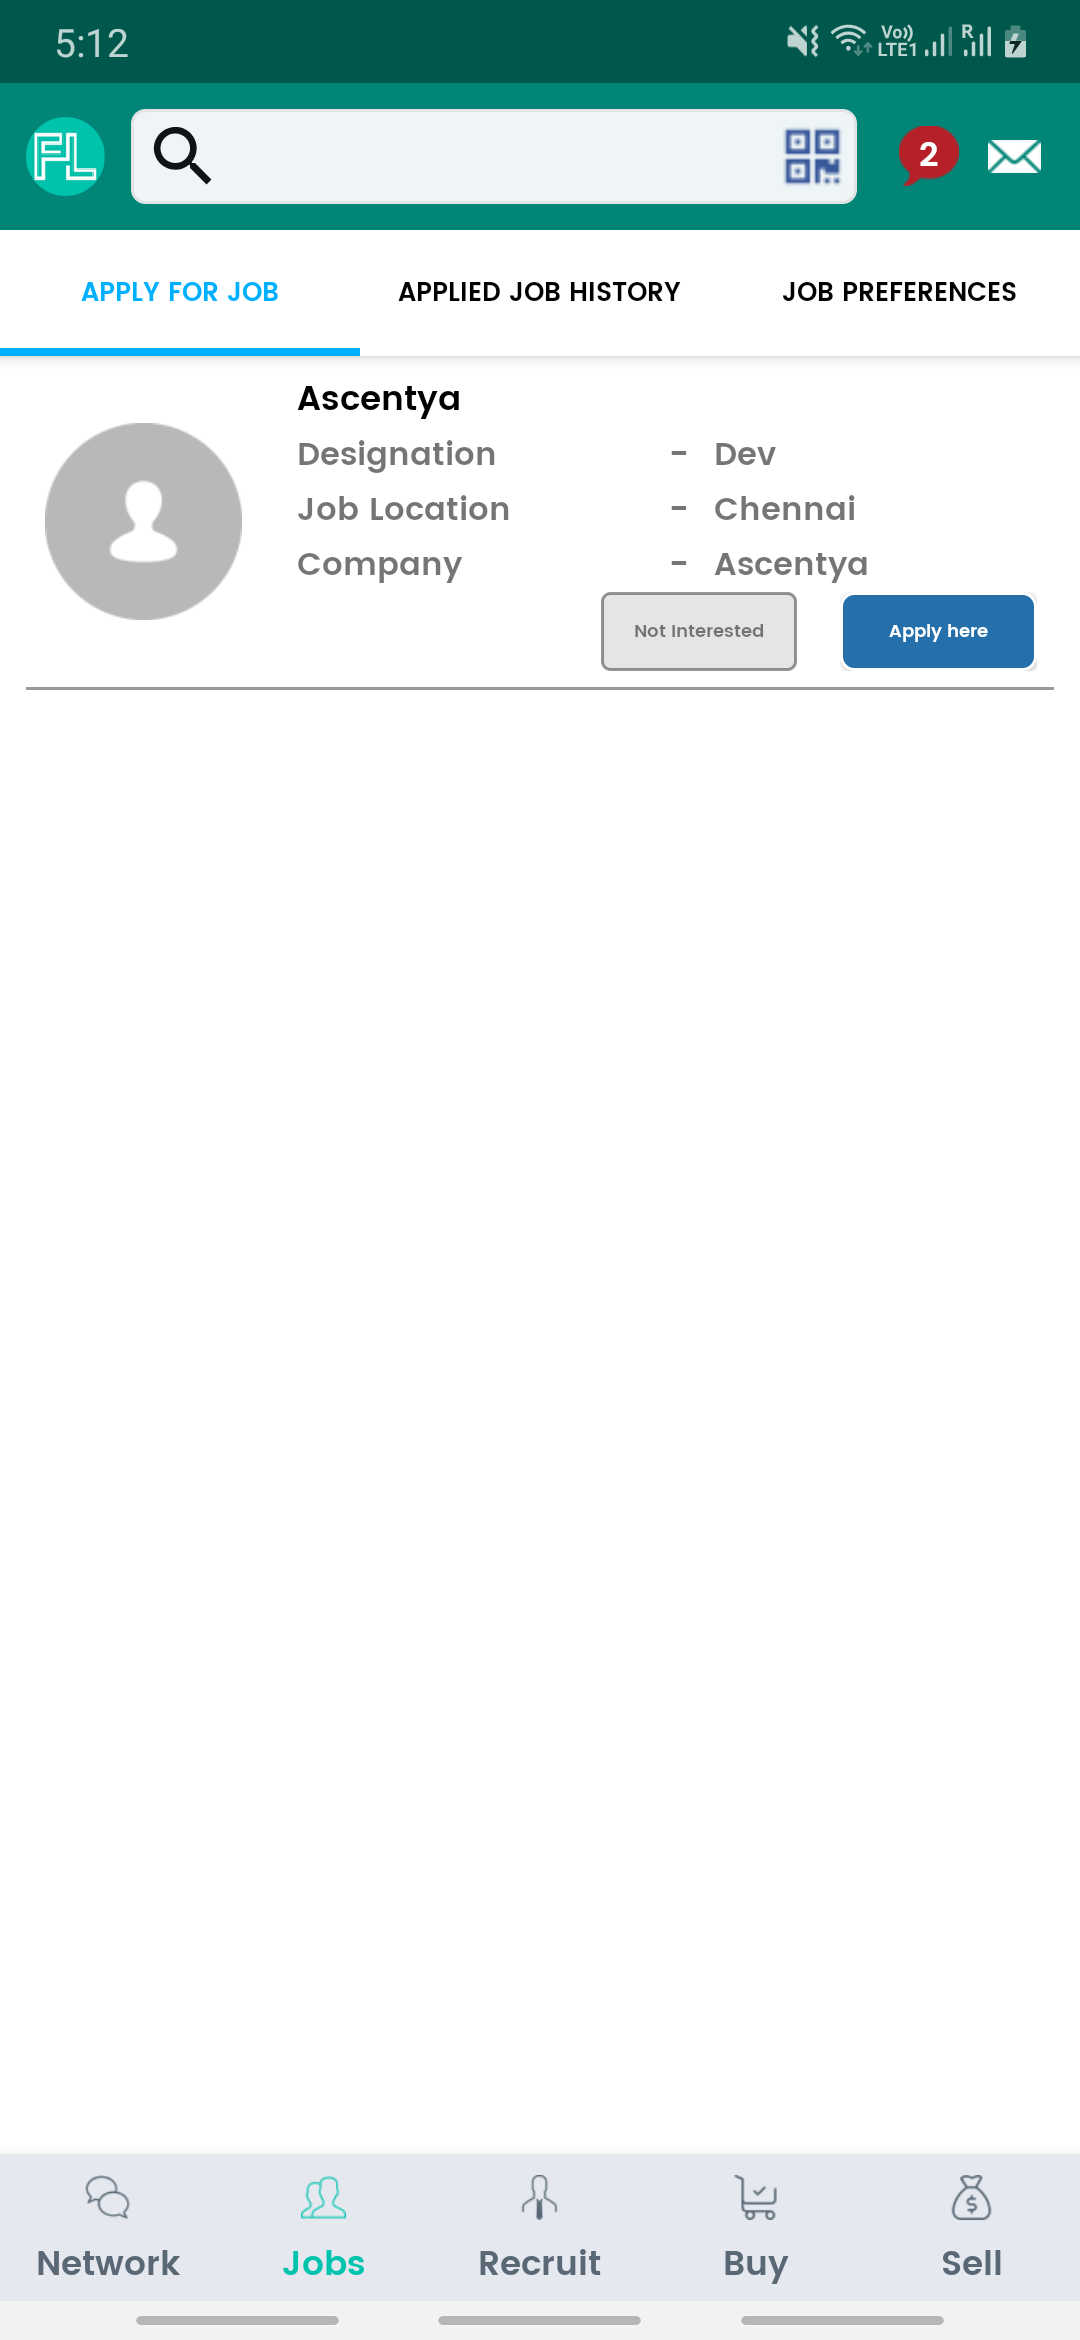 5:12
Vo)) LTE1 R
FL
2
APPLY FOR JOB APPLIED JOB HISTORY JOB PREFERENCES
Ascentya
Designation - Dev
Job Location - Chennai
Company - Ascentya
Not Interested Apply here
Network Jobs Recruit Buy Sell